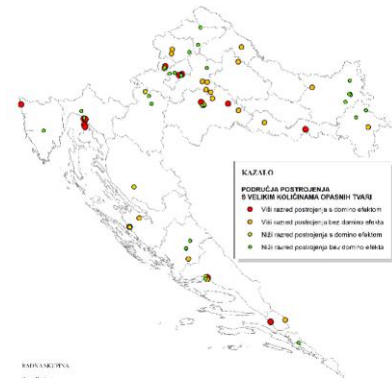 KAZALO
PODRUČJA POSTROJENJA
S VELIKIM KOLIČINAMA OPASNIH TVARI
Viši razred postrojenja s domino efektom
Viši razred postrojenja bez domino efekta
Niži razred postrojenja s domino efektom
Niži razred postrojenja bez domino efekta
RADNA SKUPINA